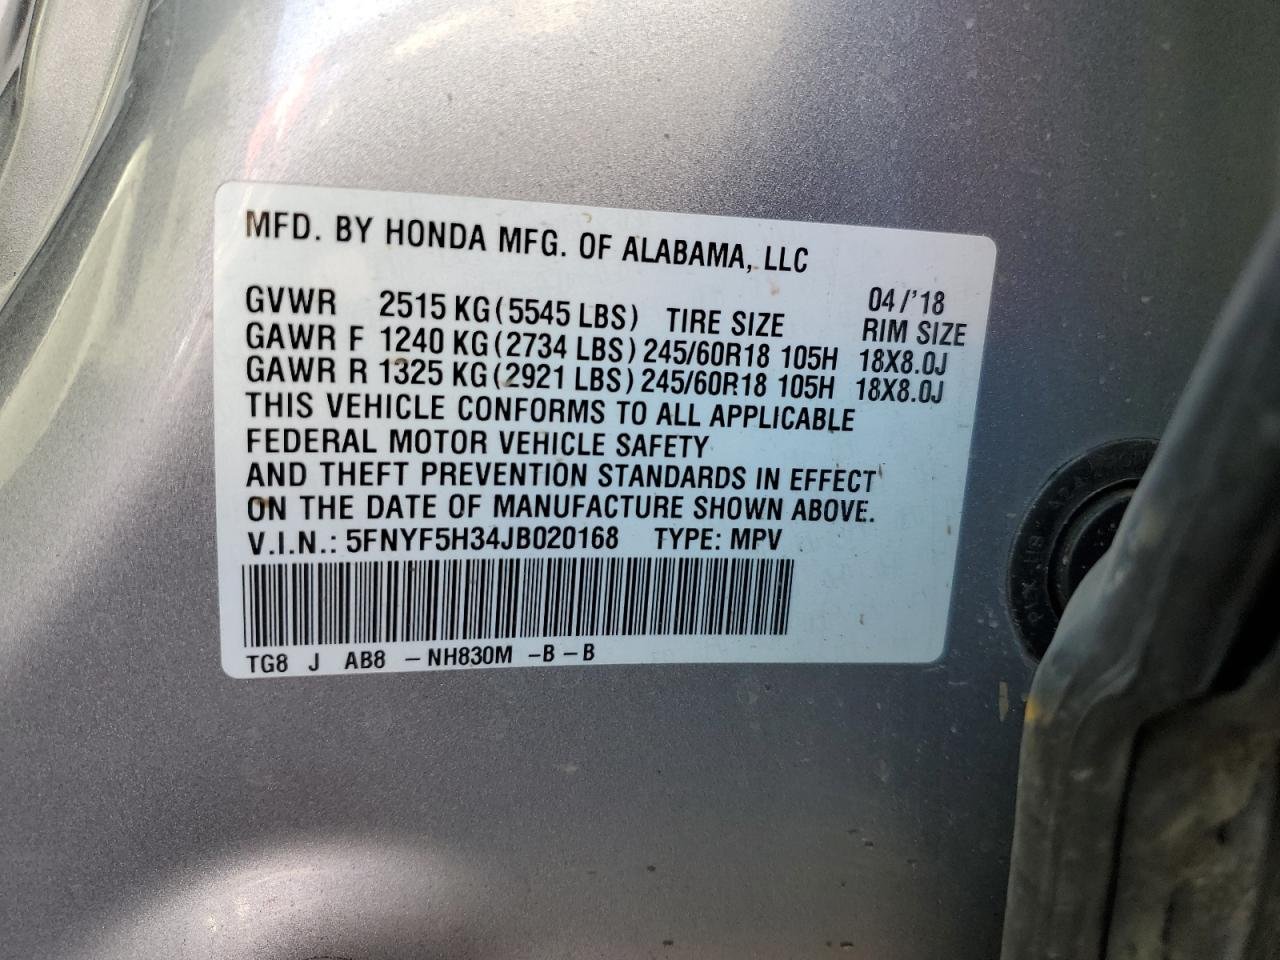 MFD. BY HONDA MFG. OF ALABAMA, LLC
04/'18
GVWR 2515 KG (5545 LBS) TIRE SIZE RIM SIZE
GAWR F 1240 KG (2734 LBS) 245/60R18 105H 18X8.0J
GAWR R 1325 KG (2921 LBS) 245/60R18 105H 18X8.0J
THIS VEHICLE CONFORMS TO ALL APPLICABLE
FEDERAL MOTOR VEHICLE SAFETY
AND THEFT PREVENTION STANDARDS IN EFFECT
ON THE DATE OF MANUFACTURE SHOWN ABOVE.
V.I.N.: 5FNYF5H34JB020168 TYPE: MPV
TG8 J AB8 -NH830M -B-B